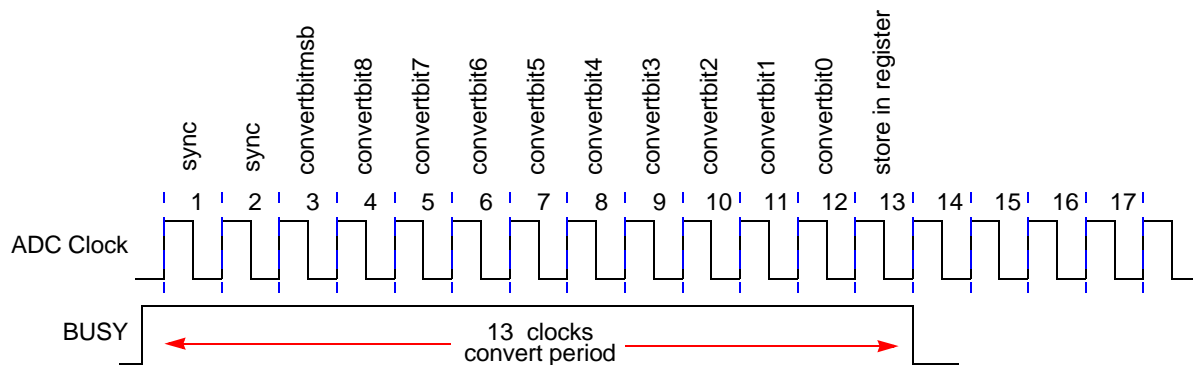 sync
sync
convertbitmsb
convertbit8
convertbit7
convertbit6
convertbit5
convertbit4
convertbit3
convertbit2
convertbit1
convertbit0
store in register
1 2 3 4 5 6 7 8 9 10 11 12 13 14 15 16 17
ADC Clock
BUSY
13 clocks
convert period